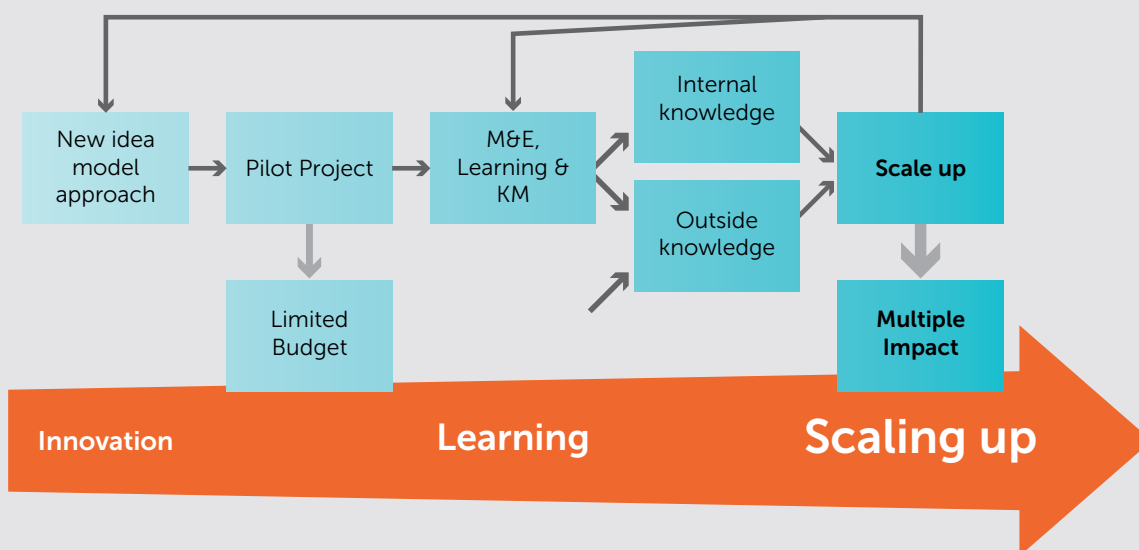 New idea
model
approach
Pilot Project
M&E,
Learning &
KM
Internal
knowledge
Outside
knowledge
Scale up
Limited
Budget
Multiple
Impact
Innovation
Learning
Scaling up